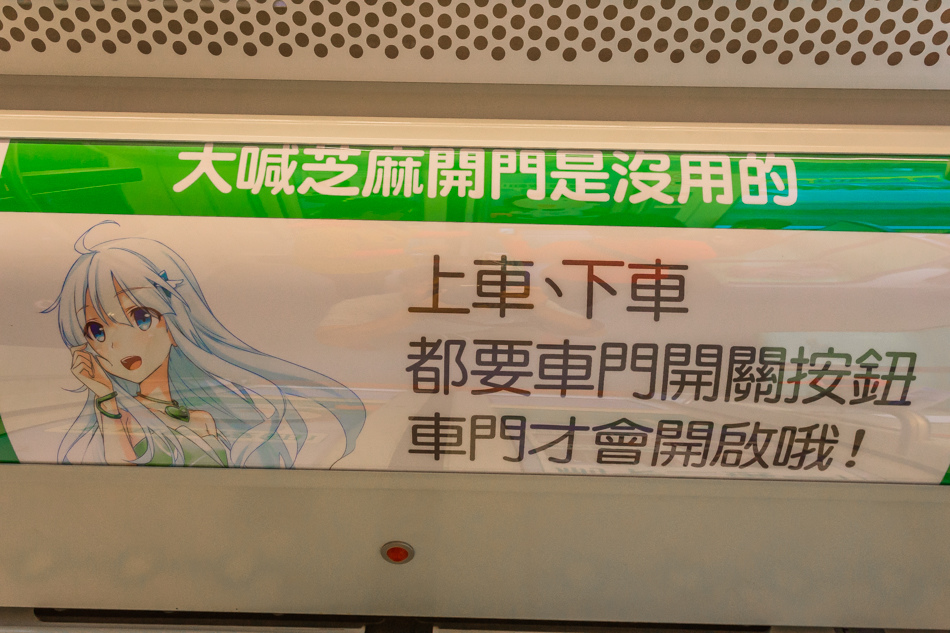 大喊芝麻開門是沒用的
上車、下車
都要車門開關按鈕
車門才會開啟哦！